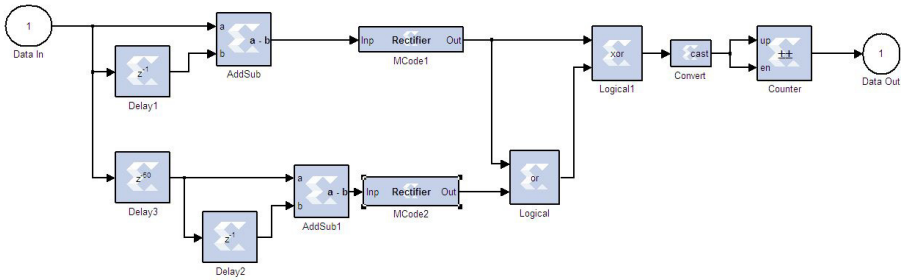 1
Data In
a
b
a - b
AddSub
z-1
Delay1
Inp Rectifier Out
MCode1
xor
Logical1
cast
Convert
up
en
++
Counter
1
Data Out
z-60
Delay3
z-1
Delay2
a
b
a - b
AddSub1
Inp Rectifier Out
MCode2
or
Logical